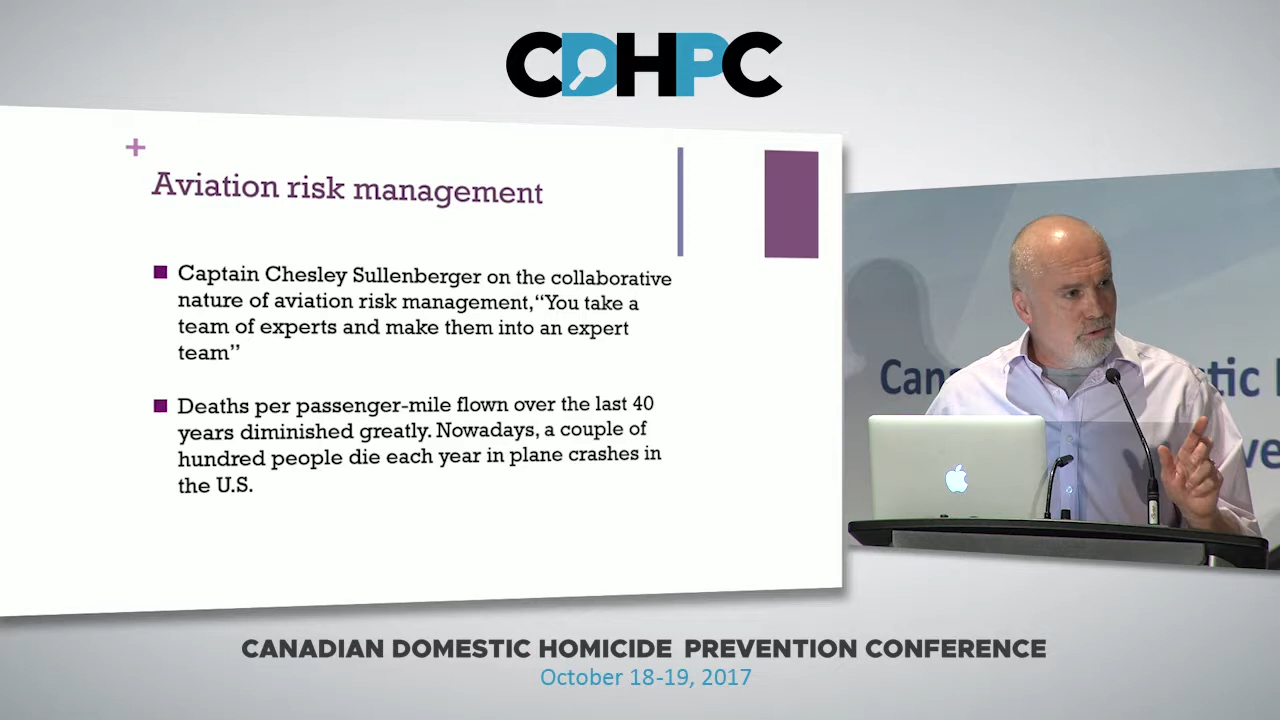 CDHPC
+
Aviation risk management
Captain Chesley Sullenberger on the collaborative
nature of aviation risk management,“You take a
team of experts and make them into an expert
team”
Deaths per passenger-mile flown over the last 40
years diminished greatly. Nowadays, a couple of
hundred people die each year in plane crashes in
the U.S.
CANADIAN DOMESTIC HOMICIDE PREVENTION CONFERENCE
October 18-19, 2017